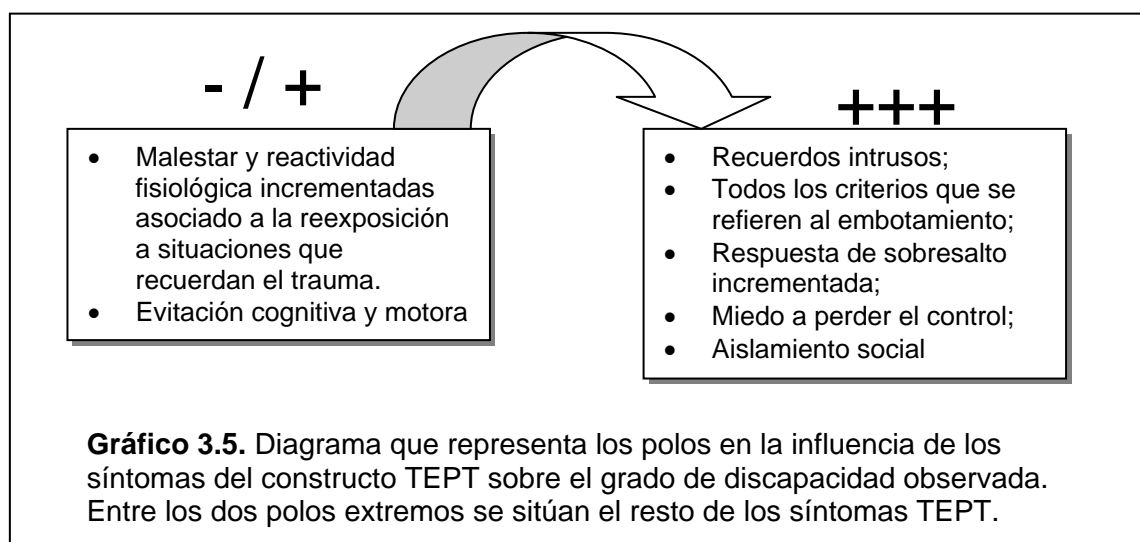 - / +
• Malestar y reactividad
fisiológica incrementadas
asociado a la reexposición
a situaciones que
recuerdan el trauma.
• Evitación cognitiva y motora
+++
• Recuerdos intrusos;
• Todos los criterios que se
refieren al embotamiento;
• Respuesta de sobresalto
incrementada;
• Miedo a perder el control;
• Aislamiento social
Gráfico 3.5. Diagrama que representa los polos en la influencia de los
síntomas del constructo TEPT sobre el grado de discapacidad observada.
Entre los dos polos extremos se sitúan el resto de los síntomas TEPT.